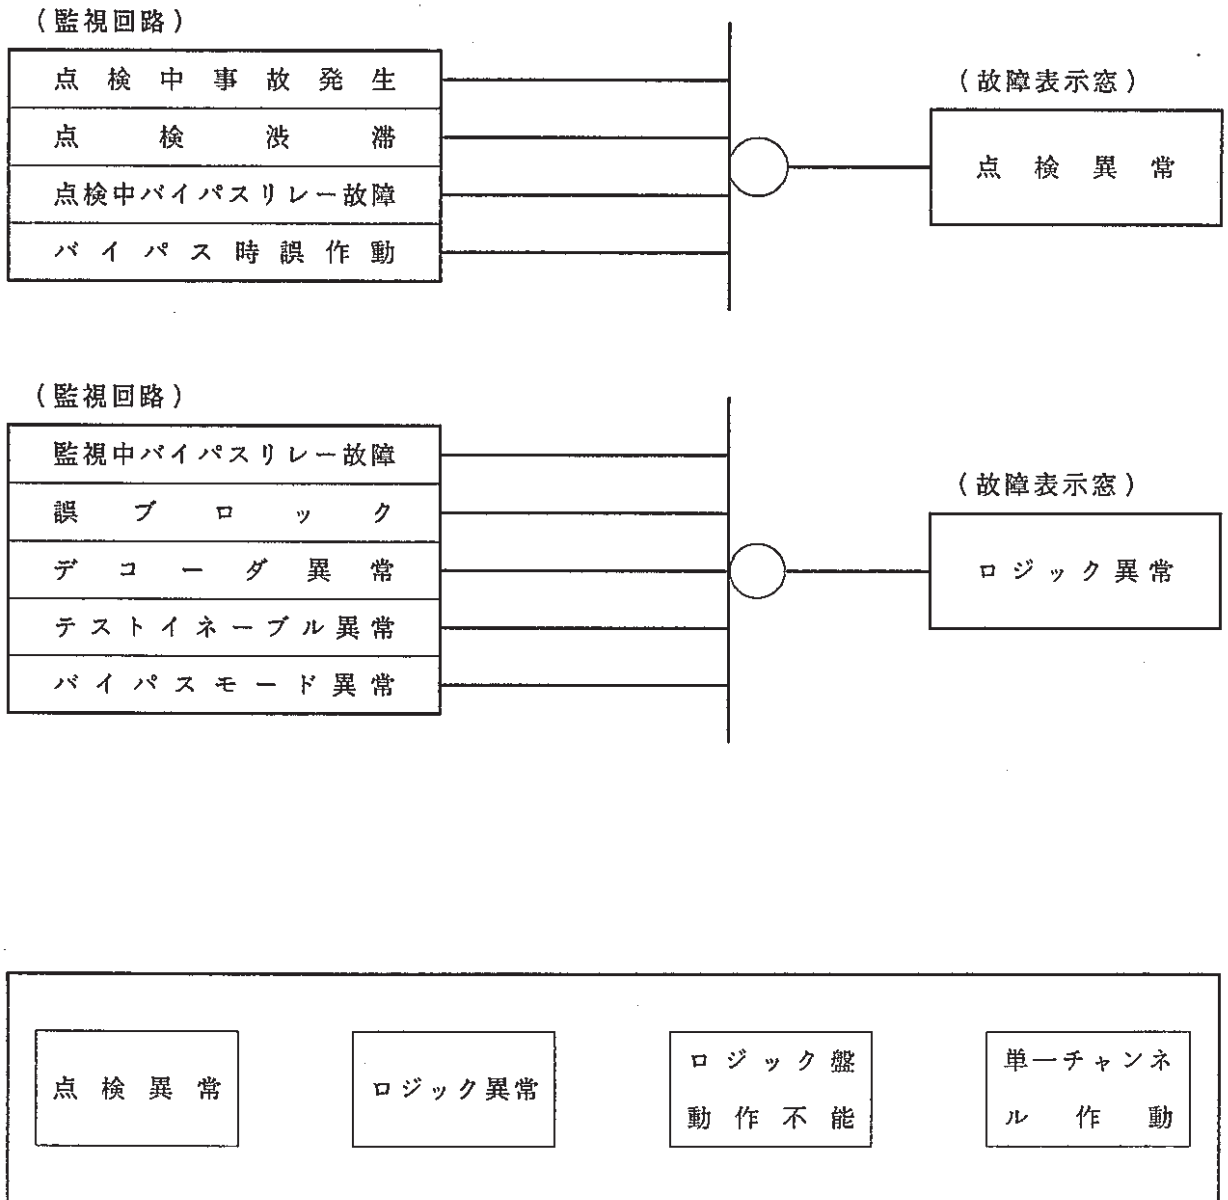 (監視回路)
点検中事故発生
点検渋滞
点検中バイパスリレー故障
バイパス時誤作動
(故障表示窓)
点検異常
(監視回路)
監視中バイパスリレー故障
誤ブロック
デコーダ異常
テストイネーブル異常
バイパスモード異常
(故障表示窓)
ロジック異常
点検異常
ロジック異常
ロジック盤
動作不能
単一チャンネ
ル作動